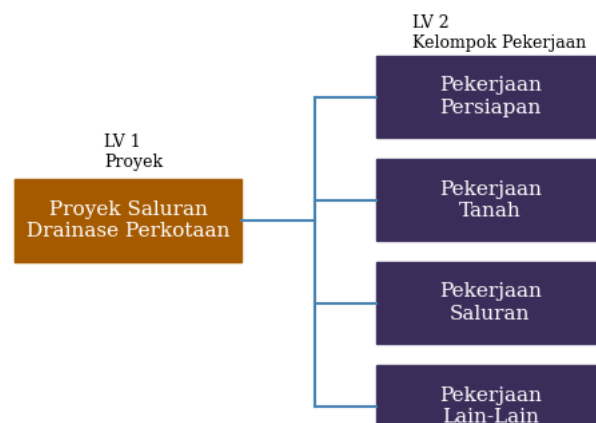 LV 1
Proyek
Proyek Saluran
Drainase Perkotaan
LV 2
Kelompok Pekerjaan
Pekerjaan
Persiapan
Pekerjaan
Tanah
Pekerjaan
Saluran
Pekerjaan
Lain-Lain